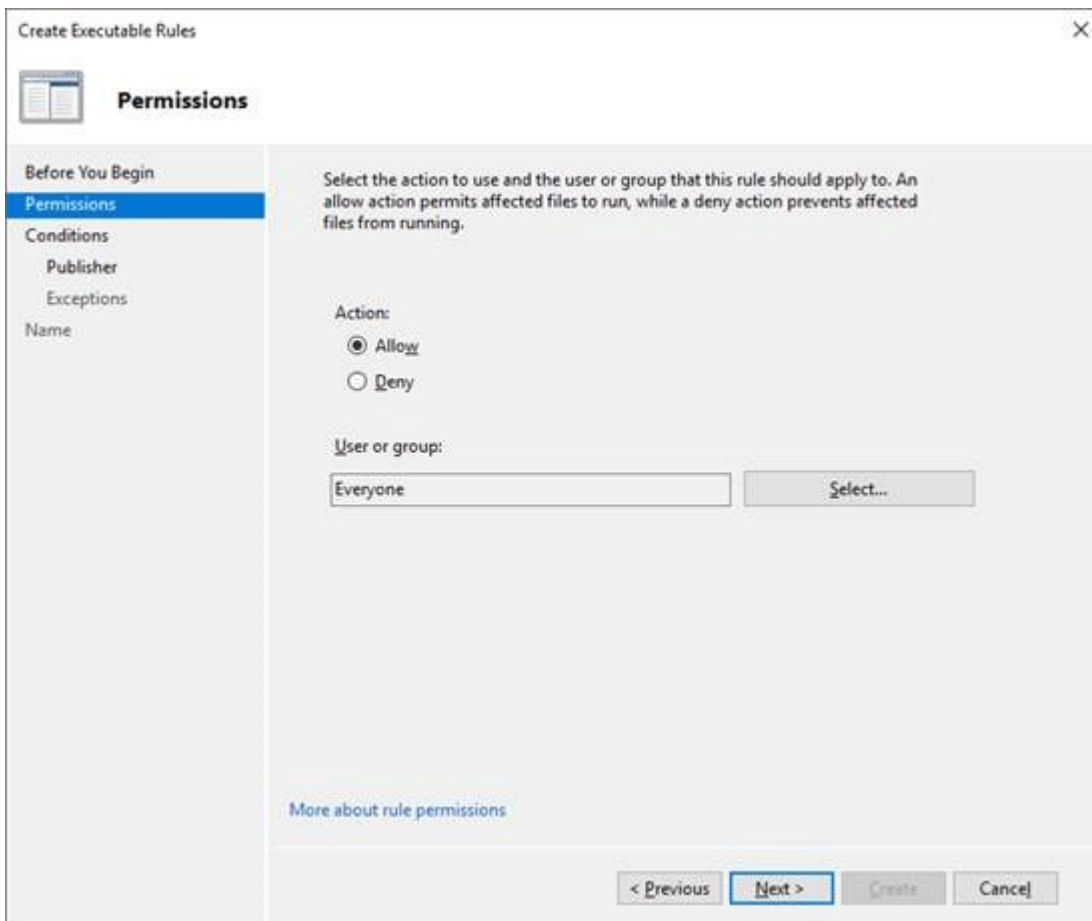 Create Executable Rules
Permissions
Before You Begin
Permissions
Conditions
Publisher
Exceptions
Name
Select the action to use and the user or group that this rule should apply to. An
allow action permits affected files to run, while a deny action prevents affected
files from running.
Action:
Allow
Deny
User or group:
Everyone
Select...
More about rule permissions
< Previous
Next >
Create
Cancel